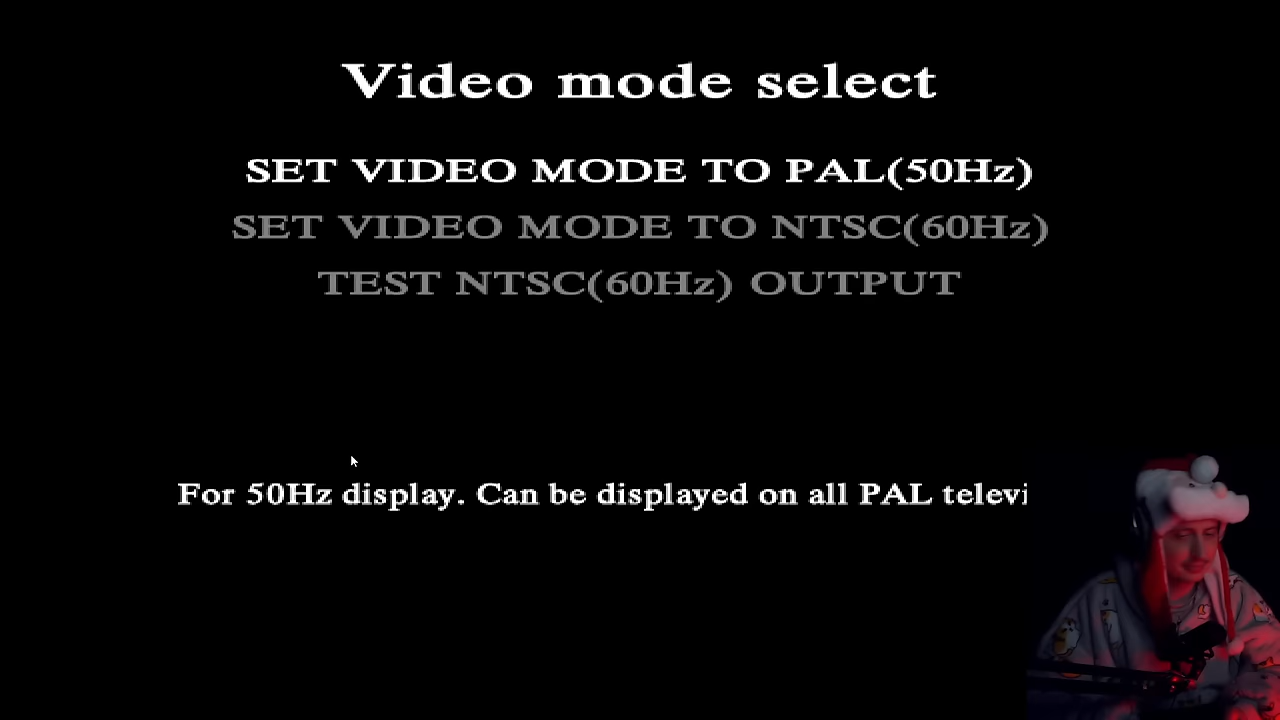 Video mode select
SET VIDEO MODE TO PAL(50Hz)
SET VIDEO MODE TO NTSC(60Hz)
TEST NTSC(60Hz) OUTPUT
For 50Hz display. Can be displayed on all PAL televi